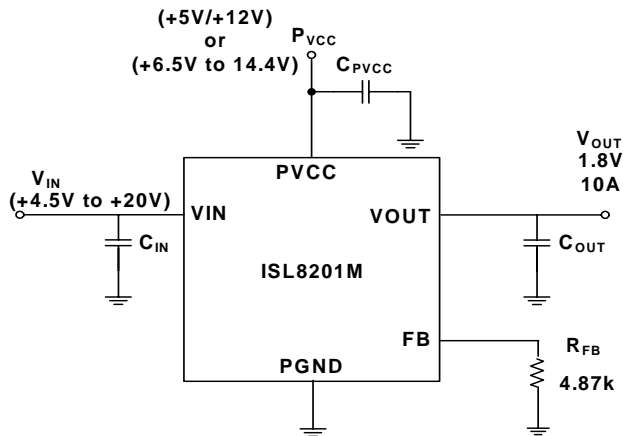 (+5V/+12V)
or
(+6.5V to 14.4V)
PVCC
CPVCC
VIN
(+4.5V to +20V)
CIN
PVCC
VIN
VOUT
ISL8201M
FB
PGND
VOUT
1.8V
10A
COUT
RFB
4.87k